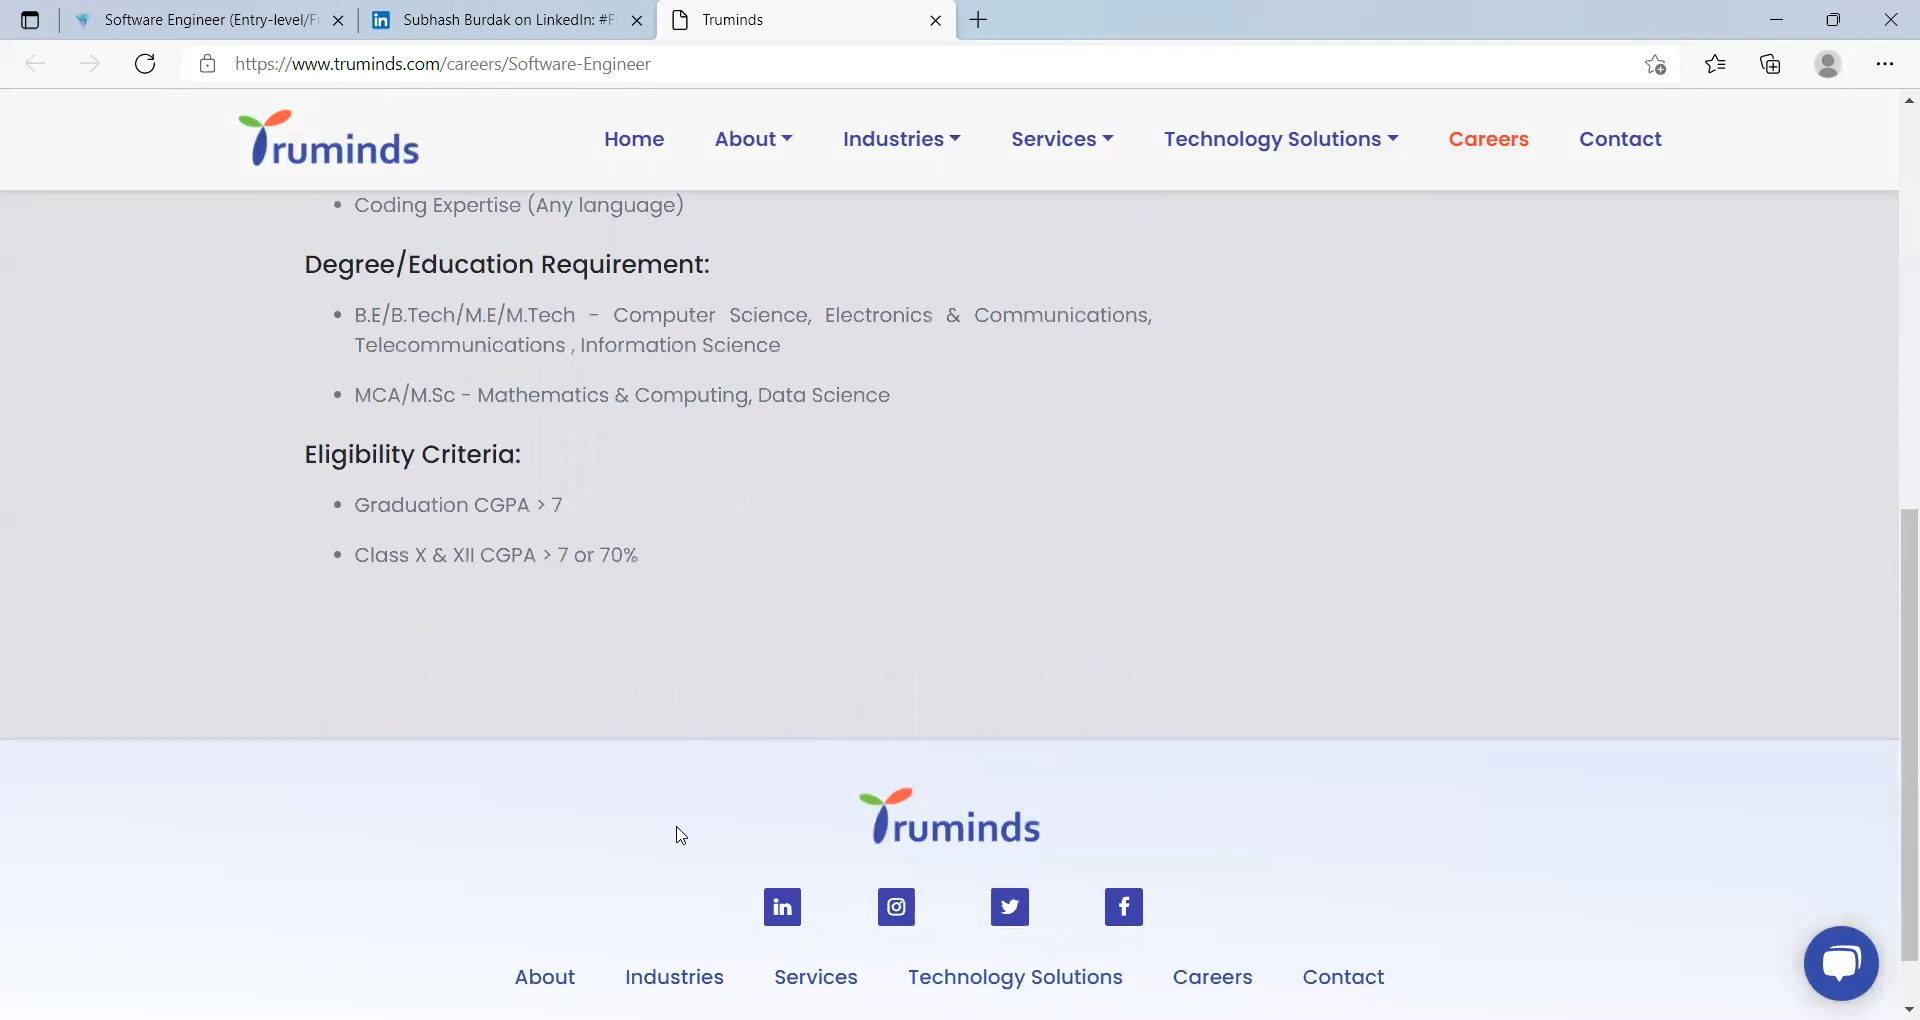 Software Engineer (Entry-level/Fr
Subhash Burdak on LinkedIn: #Fr
Truminds
https://www.truminds.com/careers/Software-Engineer
Truminds
Home
About
Industries
Services
Technology Solutions
Careers
Contact
• Coding Expertise (Any language)
Degree/Education Requirement:
• B.E/B.Tech/M.E/M.Tech - Computer Science, Electronics & Communications,
Telecommunications , Information Science
• MCA/M.Sc - Mathematics & Computing, Data Science
Eligibility Criteria:
• Graduation CGPA > 7
• Class X & XII CGPA > 7 or 70%
Truminds
About
Industries
Services
Technology Solutions
Careers
Contact